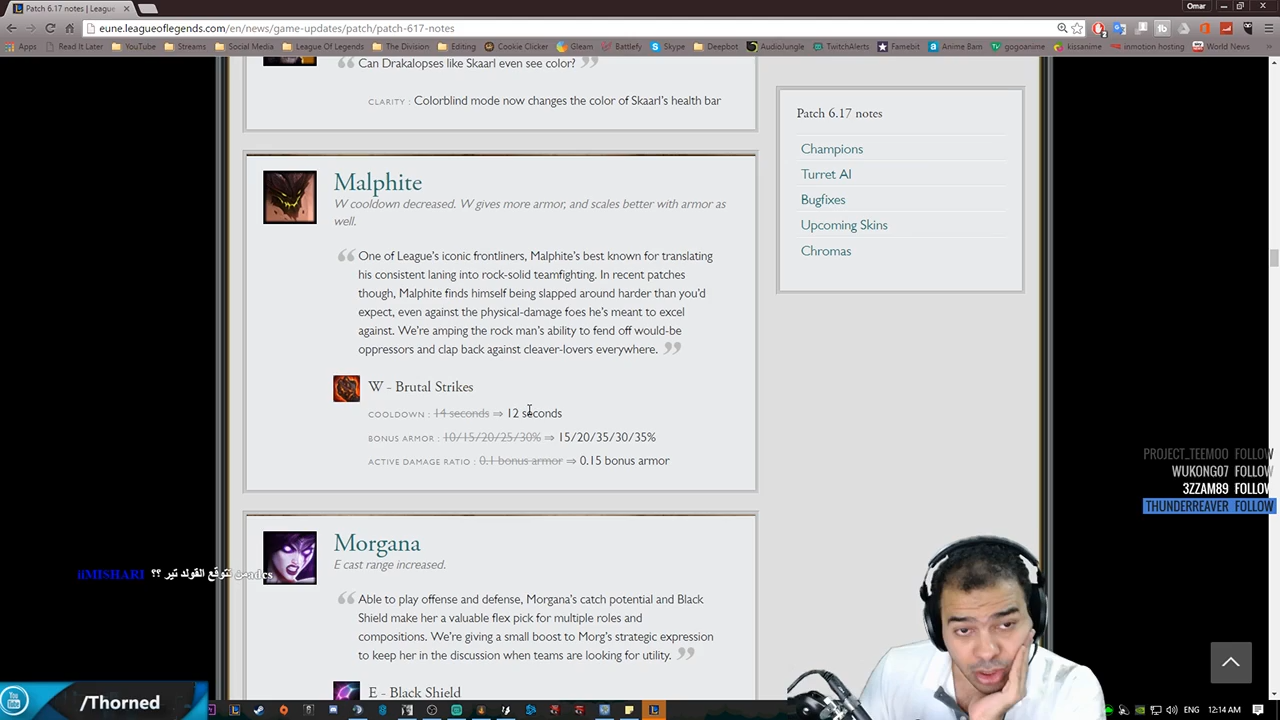 Patch 6.17 notes | League
Omar
eune.leagueoflegends.com/en/news/game-updates/patch/patch-617-notes
Apps Read It Later YouTube Streams Social Media League Of Legends The Division Editing Cookie Clicker Gleam Battlefy Skype Deepbot AudioJungle TwitchAlerts Famebit Anime Bam gogoanime kissanime inmotion hosting World News
Can Drakalopses like Skaarl even see color?
CLARITY : Colorblind mode now changes the color of Skaarl's health bar
Malphite
W cooldown decreased. W gives more armor, and scales better with armor as
well.
One of League's iconic frontliners, Malphite's best known for translating
his consistent laning into rock-solid teamfighting. In recent patches
though, Malphite finds himself being slapped around harder than you'd
expect, even against the physical-damage foes he's meant to excel
against. We're amping the rock man's ability to fend off would-be
oppressors and clap back against cleaver-lovers everywhere.
W - Brutal Strikes
COOLDOWN : 14 seconds ⇒ 12 seconds
BONUS ARMOR : 10/15/20/25/30% ⇒ 15/20/35/30/35%
ACTIVE DAMAGE RATIO : 0.1 bonus armor ⇒ 0.15 bonus armor
Morgana
E cast range increased.
Able to play offense and defense, Morgana's catch potential and Black
Shield make her a valuable flex pick for multiple roles and
compositions. We're giving a small boost to Morg's strategic expression
to keep her in the discussion when teams are looking for utility.
E - Black Shield
Patch 6.17 notes
Champions
Turret AI
Bugfixes
Upcoming Skins
Chromas
PROJECT_TEEMOO FOLLOW
WUKONG07 FOLLOW
3ZZAM89 FOLLOW
THUNDERREAVER FOLLOW
iiMISHARI من تتوقع القولد تير ؟؟ adcs
You Tube /Thorned
ENG 12:14 AM